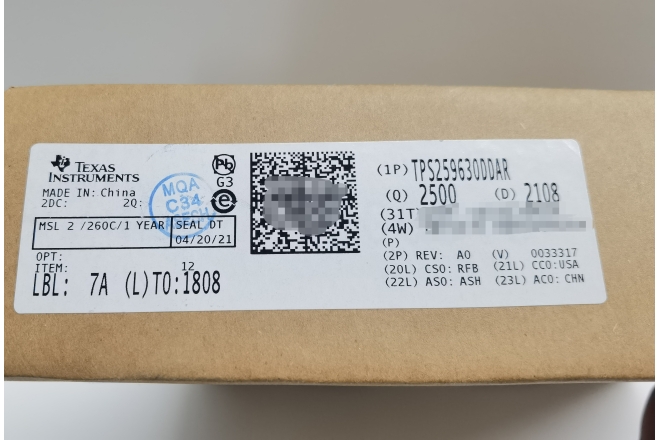 TEXAS
INSTRUMENTS
MADE IN: China
2DC: 2Q:
MSL 2 /260C/1 YEAR
SEAL DT
04/20/21
OPT:
ITEM: 12
LBL: 7A (L)TO:1808
Pb
G3
e
MQA
C34
(1P) TPS259630DDAR
(Q) 2500 (D) 2108
(31T)
(4W)
(P)
(2P) REV: A0 (V) 0033317
(20L) CSO: RFB (21L) CCO:USA
(22L) ASO: ASH (23L) ACO: CHN